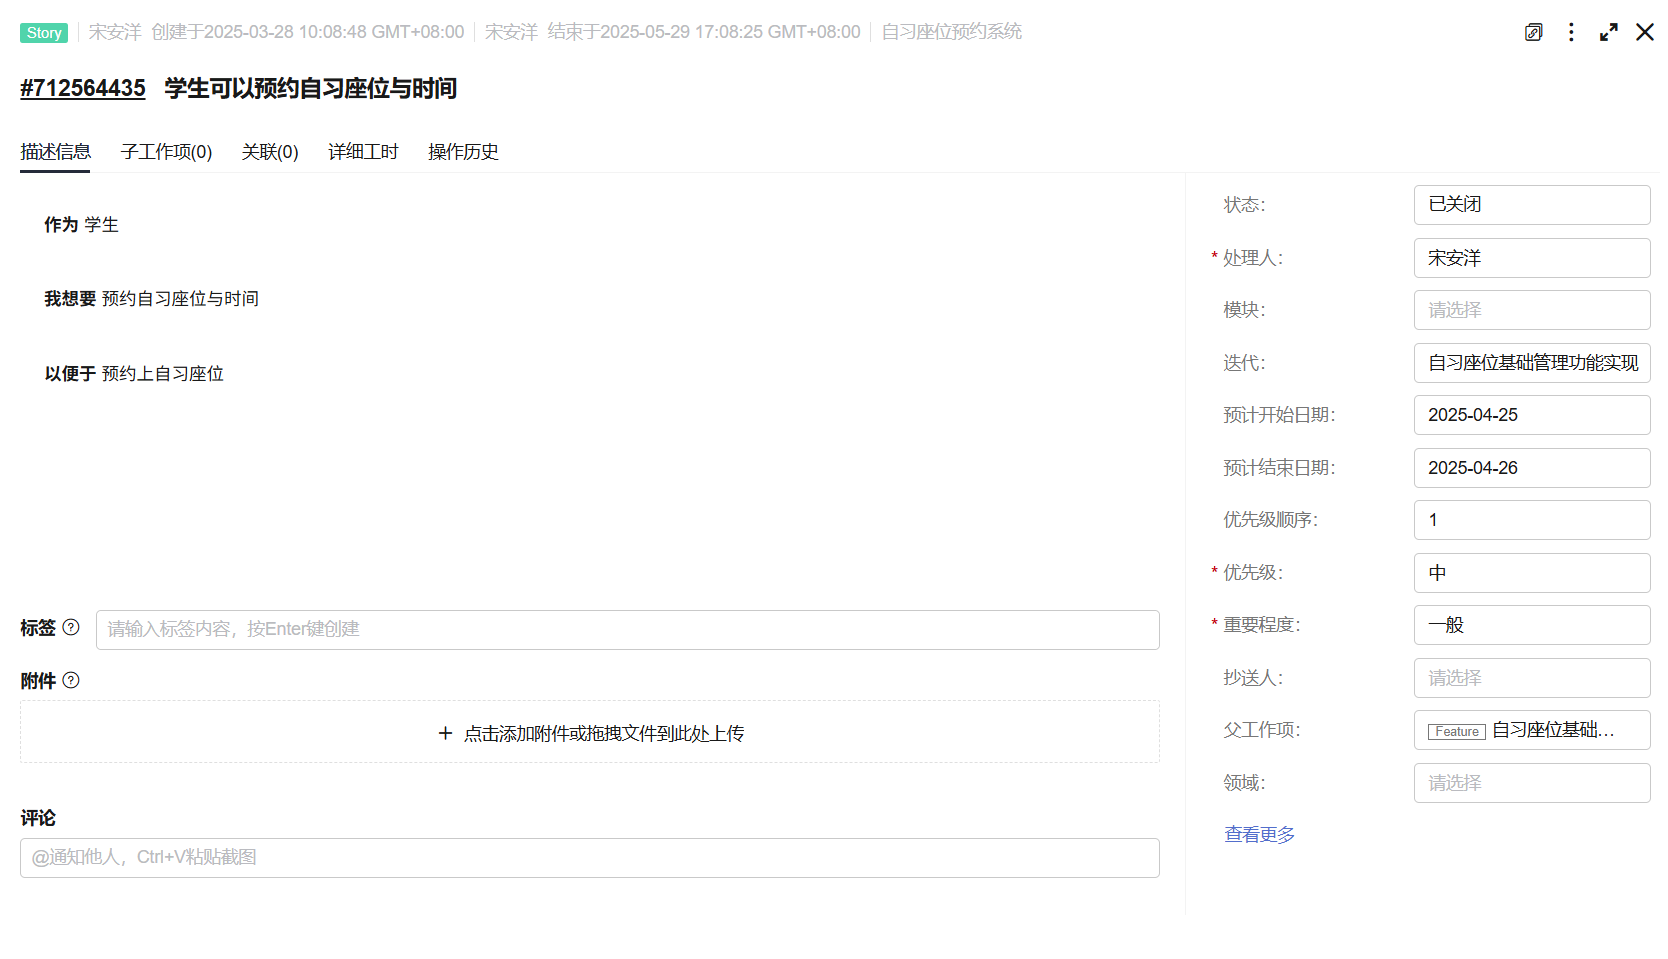 Story 宋安洋 创建于2025-03-28 10:08:48 GMT+08:00 宋安洋 结束于2025-05-29 17:08:25 GMT+08:00 自习座位预约系统
#712564435 学生可以预约自习座位与时间
描述信息 子工作项(0) 关联(0) 详细工时 操作历史
作为 学生
我想要 预约自习座位与时间
以便于 预约上自习座位
标签 ? 请输入标签内容，按Enter键创建
附件 ?
+ 点击添加附件或拖拽文件到此处上传
评论
@通知他人，Ctrl+V粘贴截图
状态： 已关闭
* 处理人： 宋安洋
模块： 请选择
迭代： 自习座位基础管理功能实现
预计开始日期： 2025-04-25
预计结束日期： 2025-04-26
优先级顺序： 1
* 优先级： 中
* 重要程度： 一般
抄送人： 请选择
父工作项： Feature 自习座位基础...
领域： 请选择
查看更多